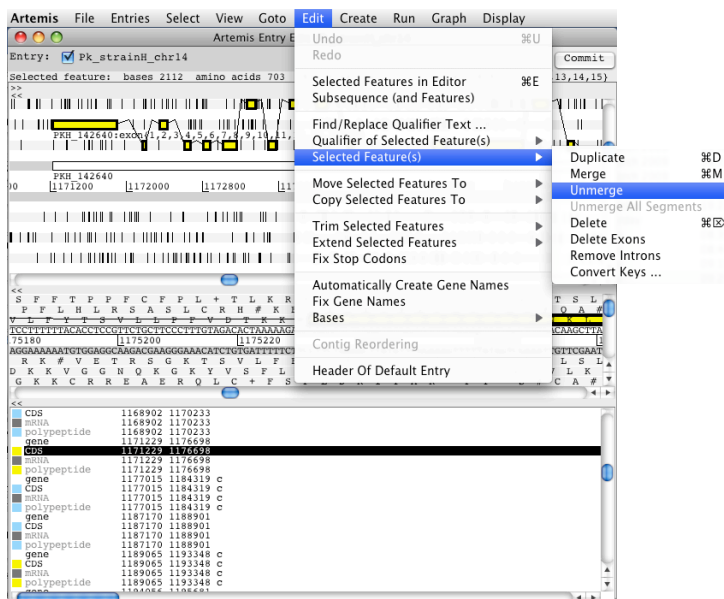 Artemis File Entries Select View Goto Edit Create Run Graph Display
Artemis Entry E
Entry: Pk_strainH_chr14
Commit
Selected feature: bases 2112 amino acids 703
13,14,15}
>>
<<
PKH_142640:exon{1,2,3,4,5,6,7,8,9,10,11,
PKH_142640
1171200 1172000 1172800
Undo ⌘U
Redo
Selected Features in Editor ⌘E
Subsequence (and Features)
Find/Replace Qualifier Text ...
Qualifier of Selected Feature(s)
Selected Feature(s)
Move Selected Features To
Copy Selected Features To
Trim Selected Features
Extend Selected Features
Fix Stop Codons
Automatically Create Gene Names
Fix Gene Names
Bases
Contig Reordering
Header Of Default Entry
Duplicate ⌘D
Merge ⌘M
Unmerge
Unmerge All Segments
Delete ⌘⌫
Delete Exons
Remove Introns
Convert Keys ...
<<
S F F T P P F C F P L + T L K R
P F L H L R S A S L C R H # K
75180 1175200 1175220
R K # V E T R S G K T S V L F
D K K V G G N Q G K Y V S F L
G K K C R R E A E R Q L C + F S
<<
CDS 1168902 1170233
mRNA 1168902 1170233
polypeptide 1168902 1170233
gene 1171229 1176698
CDS 1171229 1176698
mRNA 1171229 1176698
polypeptide 1171229 1176698
gene 1177015 1184319 c
CDS 1177015 1184319 c
mRNA 1177015 1184319 c
polypeptide 1177015 1184319 c
gene 1187170 1188901
CDS 1187170 1188901
mRNA 1187170 1188901
polypeptide 1187170 1188901
gene 1189065 1193348 c
CDS 1189065 1193348 c
mRNA 1189065 1193348 c
polypeptide 1189065 1193348 c